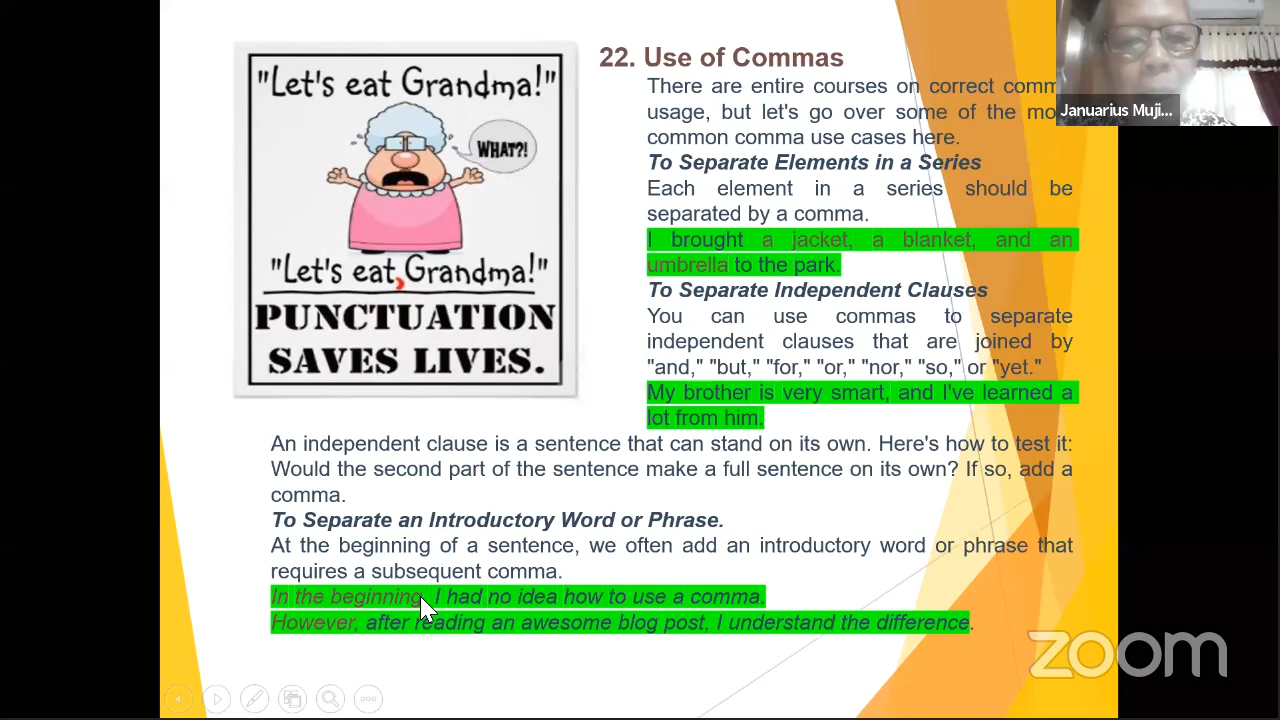 "Let's eat Grandma!"
WHAT?!
"Let's eat, Grandma!"
PUNCTUATION
SAVES LIVES.
22. Use of Commas
There are entire courses on correct comm
usage, but let's go over some of the mo
common comma use cases here.
To Separate Elements in a Series
Each element in a series should be
separated by a comma.
I brought a jacket, a blanket, and an
umbrella to the park.
To Separate Independent Clauses
You can use commas to separate
independent clauses that are joined by
"and," "but," "for," "or," "nor," "so," or "yet."
My brother is very smart, and I've learned a
lot from him.
An independent clause is a sentence that can stand on its own. Here's how to test it:
Would the second part of the sentence make a full sentence on its own? If so, add a
comma.
To Separate an Introductory Word or Phrase.
At the beginning of a sentence, we often add an introductory word or phrase that
requires a subsequent comma.
In the beginning, I had no idea how to use a comma.
However, after reading an awesome blog post, I understand the difference.
Januarius Muji...
zoom